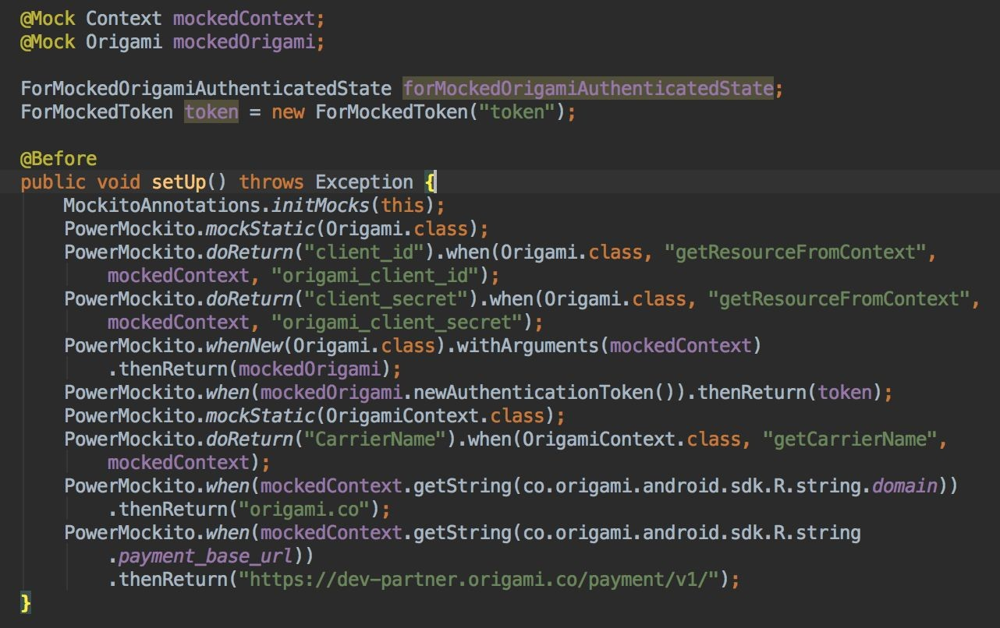 @Mock Context mockedContext;
@Mock Origami mockedOrigami;
ForMockedOrigamiAuthenticatedState forMockedOrigamiAuthenticatedState;
ForMockedToken token = new ForMockedToken("token");
@Before
public void setUp() throws Exception {
MockitoAnnotations.initMocks(this);
PowerMockito.mockStatic(Origami.class);
PowerMockito.doReturn("client_id").when(Origami.class, "getResourceFromContext",
mockedContext, "origami_client_id");
PowerMockito.doReturn("client_secret").when(Origami.class, "getResourceFromContext",
mockedContext, "origami_client_secret");
PowerMockito.whenNew(Origami.class).withArguments(mockedContext)
.thenReturn(mockedOrigami);
PowerMockito.when(mockedOrigami.newAuthenticationToken()).thenReturn(token);
PowerMockito.mockStatic(OrigamiContext.class);
PowerMockito.doReturn("CarrierName").when(OrigamiContext.class, "getCarrierName",
mockedContext);
PowerMockito.when(mockedContext.getString(co.origami.android.sdk.R.string.domain))
.thenReturn("origami.co");
PowerMockito.when(mockedContext.getString(co.origami.android.sdk.R.string
.payment_base_url))
.thenReturn("https://dev-partner.origami.co/payment/v1/");
}